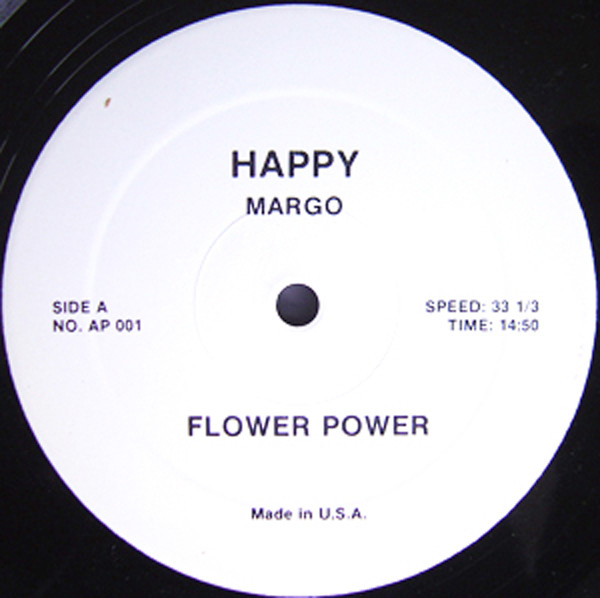 HAPPY
MARGO
SIDE A
NO. AP 001
SPEED: 33 1/3
TIME: 14:50
FLOWER POWER
Made in U.S.A.